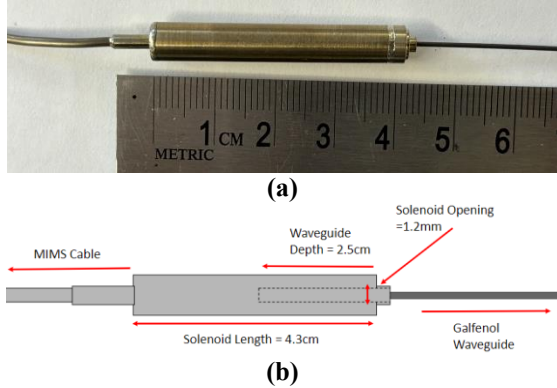 1 CM 2 3 4 5 6
METRIC
(a)
Solenoid Opening
=1.2mm
Waveguide
Depth = 2.5cm
MIMS Cable
Solenoid Length = 4.3cm
Galfenol
Waveguide
(b)